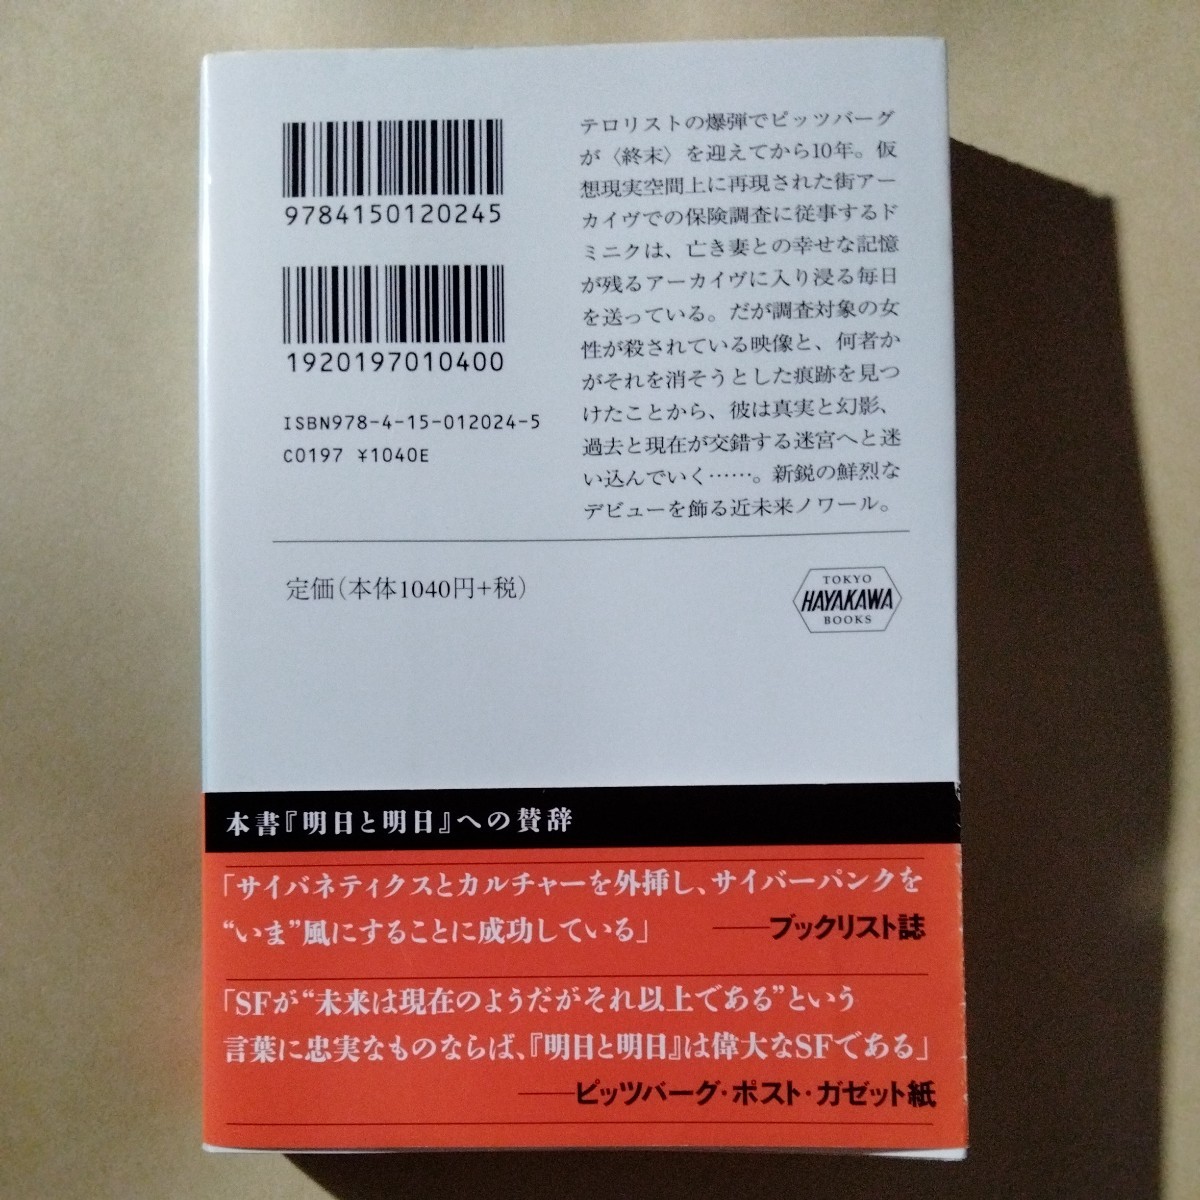 9784150120245
1920197010400
ISBN978-4-15-012024-5
C0197 ¥1040E
テロリストの爆弾でピッツバーグ
が〈終末〉を迎えてから10年。仮
想現実空間上に再現された街アー
カイヴでの保険調査に従事するド
ミニクは、亡き妻との幸せな記憶
が残るアーカイヴに入り浸る毎日
を送っている。だが調査対象の女
性が殺されている映像と、何者か
がそれを消そうとした痕跡を見つ
けたことから、彼は真実と幻影、
過去と現在が交錯する迷宮へと迷
い込んでいく……。新鋭の鮮烈な
デビューを飾る近未来ノワール。
定価(本体1040円+税)
TOKYO
HAYAKAWA
BOOKS
本書『明日と明日』への賛辞
「サイバネティクスとカルチャーを外挿し、サイバーパンクを
“いま”風にすることに成功している」 ――ブックリスト誌
「SFが“未来は現在のようだがそれ以上である”という
言葉に忠実なものならば、『明日と明日』は偉大なSFである」
――ピッツバーグ・ポスト・ガゼット紙